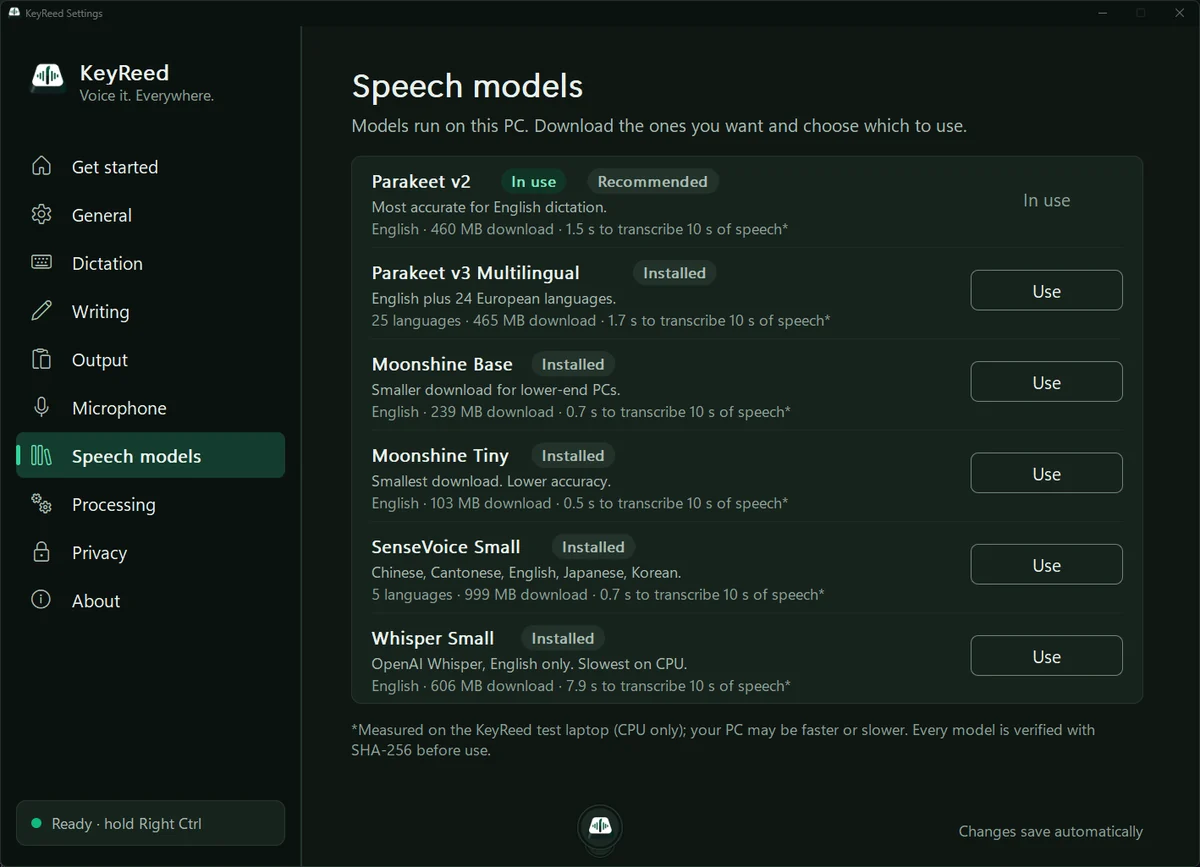 KeyReed Settings
KeyReed
Voice it. Everywhere.
Get started
General
Dictation
Writing
Output
Microphone
Speech models
Processing
Privacy
About
Ready · hold Right Ctrl
Speech models
Models run on this PC. Download the ones you want and choose which to use.
Parakeet v2 In use Recommended
Most accurate for English dictation.
English · 460 MB download · 1.5 s to transcribe 10 s of speech*
In use
Parakeet v3 Multilingual Installed
English plus 24 European languages.
25 languages · 465 MB download · 1.7 s to transcribe 10 s of speech*
Use
Moonshine Base Installed
Smaller download for lower-end PCs.
English · 239 MB download · 0.7 s to transcribe 10 s of speech*
Use
Moonshine Tiny Installed
Smallest download. Lower accuracy.
English · 103 MB download · 0.5 s to transcribe 10 s of speech*
Use
SenseVoice Small Installed
Chinese, Cantonese, English, Japanese, Korean.
5 languages · 999 MB download · 0.7 s to transcribe 10 s of speech*
Use
Whisper Small Installed
OpenAI Whisper, English only. Slowest on CPU.
English · 606 MB download · 7.9 s to transcribe 10 s of speech*
Use
*Measured on the KeyReed test laptop (CPU only); your PC may be faster or slower. Every model is verified with
SHA-256 before use.
Changes save automatically